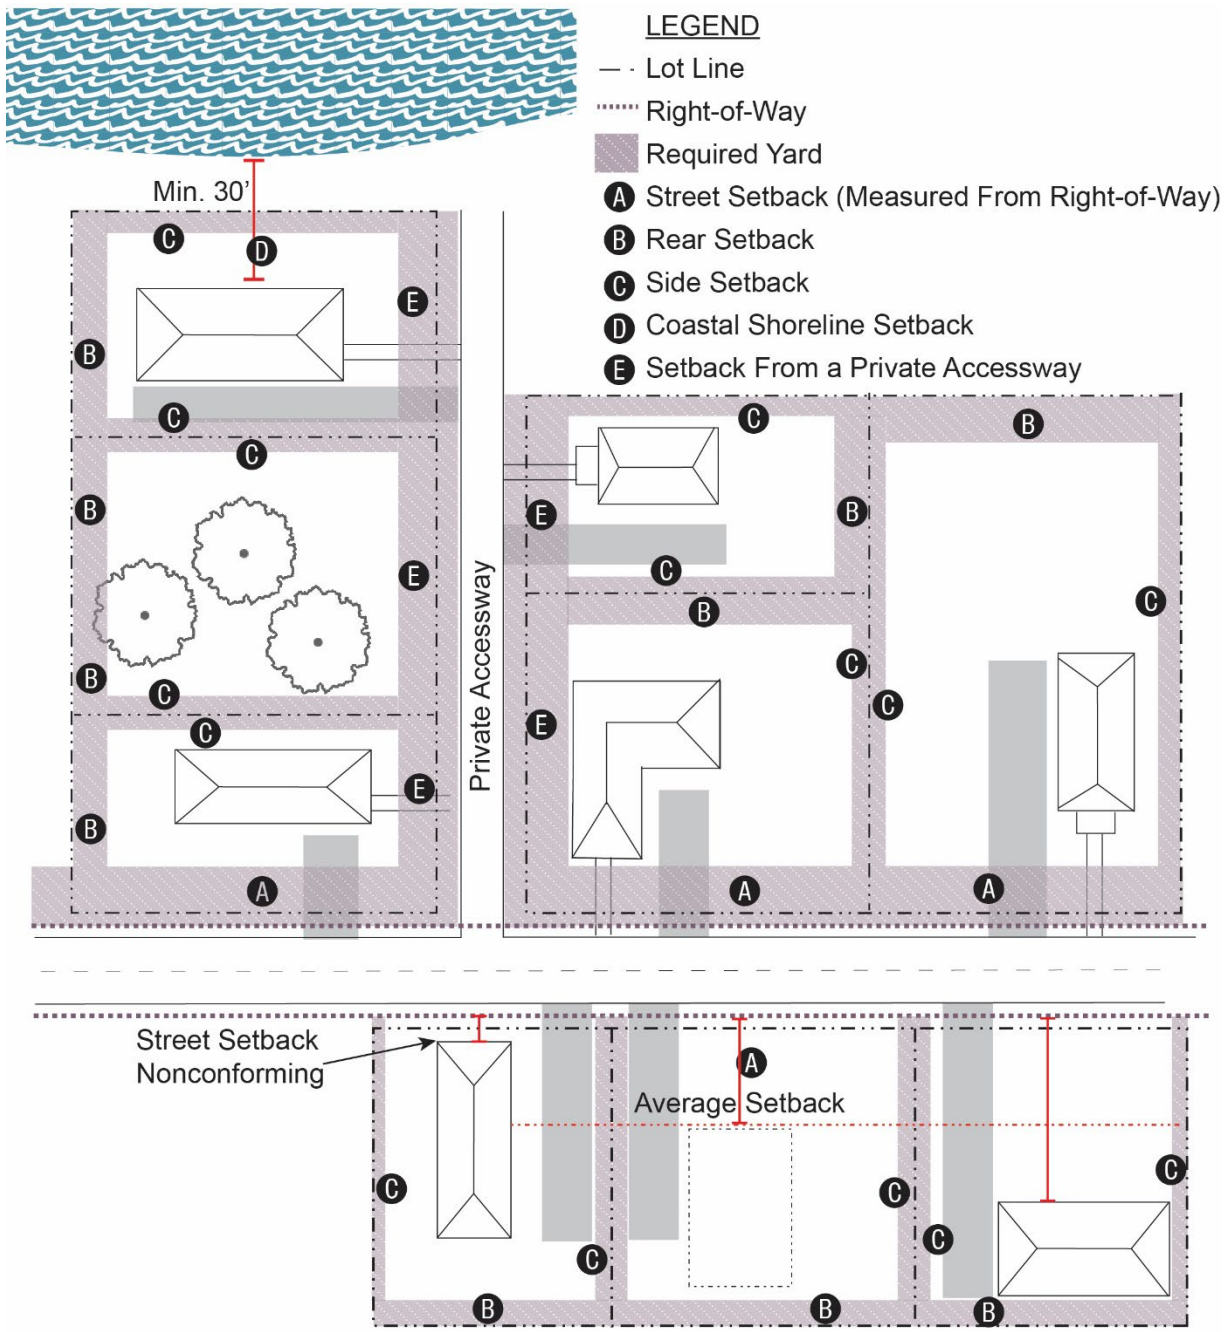 LEGEND
Lot Line
Right-of-Way
Required Yard
A Street Setback (Measured From Right-of-Way)
B Rear Setback
C Side Setback
D Coastal Shoreline Setback
E Setback From a Private Accessway
Min. 30’
C
D
E
B
C
C
B
E
B
C
C
E
B
A
Private Accessway
C
B
E
B
C
B
C
E
C
C
A
A
Street Setback
Nonconforming
A
Average Setback
C
C
C
C
C
B
B
B